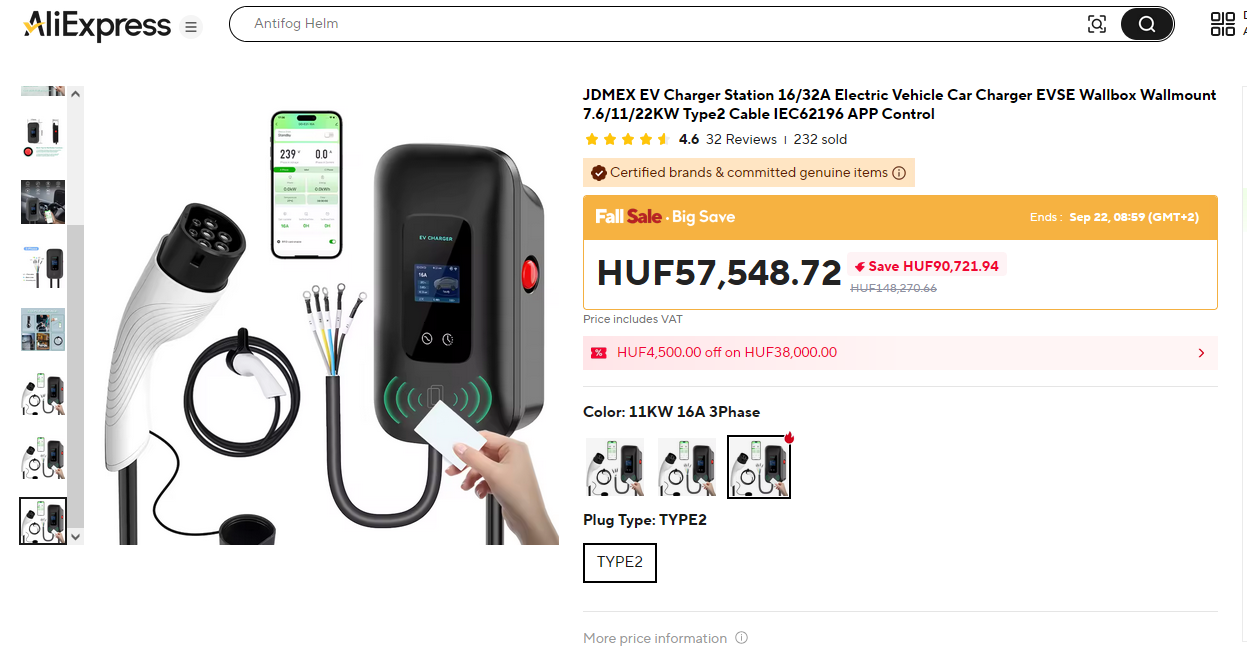 AliExpress
Antifog Helm
JDMEX EV Charger Station 16/32A Electric Vehicle Car Charger EVSE Wallbox Wallmount
7.6/11/22KW Type2 Cable IEC62196 APP Control
4.6 32 Reviews 232 sold
Certified brands & committed genuine items
Fall Sale · Big Save
Ends : Sep 22, 08:59 (GMT+2)
HUF57,548.72
Save HUF90,721.94
HUF148,270.66
Price includes VAT
HUF4,500.00 off on HUF38,000.00
Color: 11KW 16A 3Phase
Plug Type: TYPE2
TYPE2
More price information
239
0.0
EV CHARGER
16A